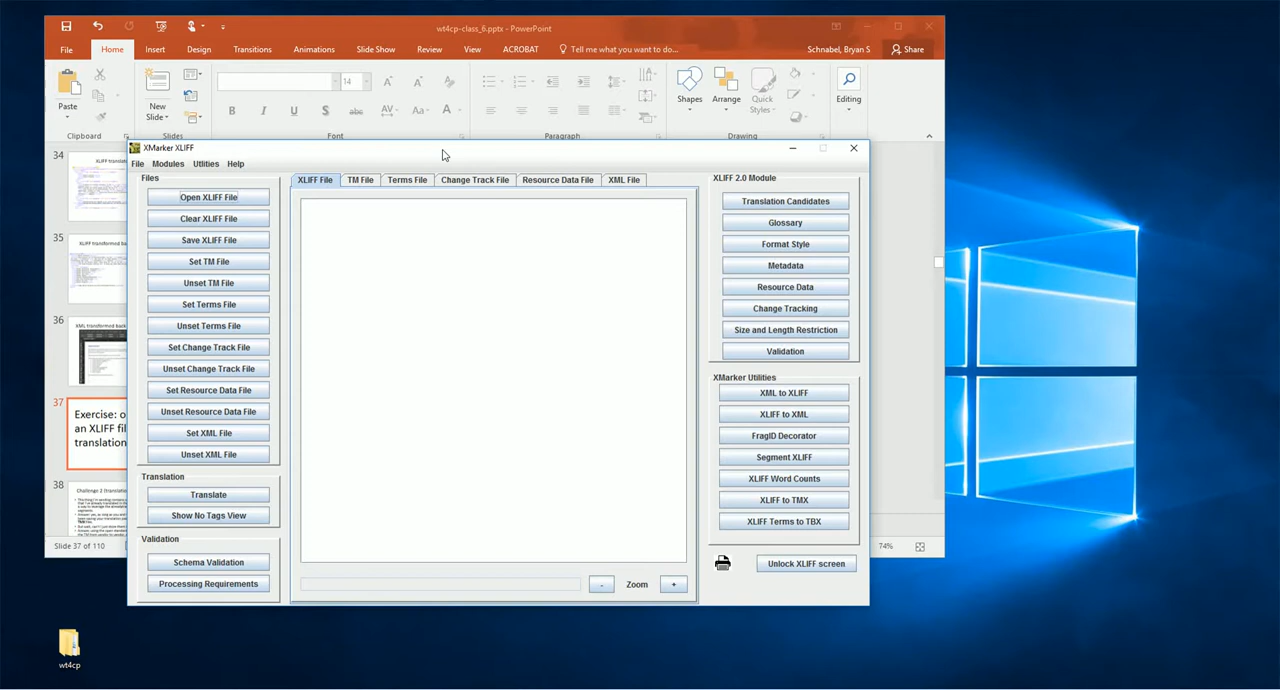 wt4cp-class_6.pptx - PowerPoint
File Home Insert Design Transitions Animations Slide Show Review View ACROBAT Tell me what you want to do... Schnabel, Bryan S Share
Paste
New
Slide
14
B I U S abc AV Aa A
Shapes
Arrange
Quick
Styles
Editing
Clipboard Slides Font Paragraph Drawing
34
35
36
XML transformed back
37
Exercise: o
an XLIFF fil
translation
38
Slide 37 of 110
74%
XMarker XLIFF
File Modules Utilities Help
Files
Open XLIFF File
Clear XLIFF File
Save XLIFF File
Set TM File
Unset TM File
Set Terms File
Unset Terms File
Set Change Track File
Unset Change Track File
Set Resource Data File
Unset Resource Data File
Set XML File
Unset XML File
Translation
Translate
Show No Tags View
Validation
Schema Validation
Processing Requirements
XLIFF File TM File Terms File Change Track File Resource Data File XML File
- Zoom +
XLIFF 2.0 Module
Translation Candidates
Glossary
Format Style
Metadata
Resource Data
Change Tracking
Size and Length Restriction
Validation
XMarker Utilities
XML to XLIFF
XLIFF to XML
FragID Decorator
Segment XLIFF
XLIFF Word Counts
XLIFF to TMX
XLIFF Terms to TBX
Unlock XLIFF screen
wt4cp